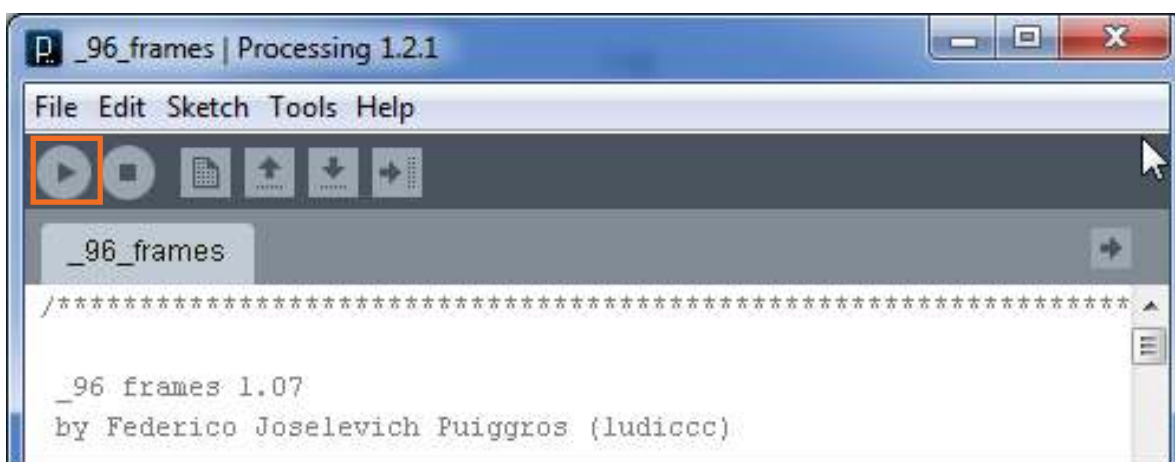 _96_frames | Processing 1.2.1
File Edit Sketch Tools Help
_96_frames
/*****************************************************************
_96 frames 1.07
by Federico Joselevich Puiggros (ludiccc)